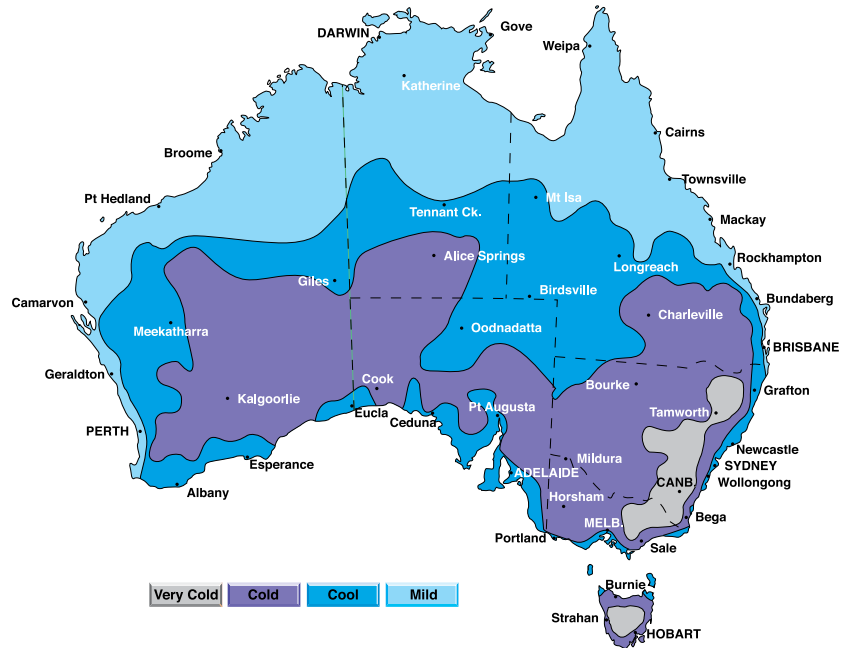 DARWIN
Gove
Weipa
Katherine
Cairns
Broome
Townsville
Pt Hedland
Mt Isa
Tennant Ck.
Mackay
Alice Springs
Rockhampton
Longreach
Giles
Birdsville
Camarvon
Bundaberg
Charleville
Meekatharra
Oodnadatta
BRISBANE
Geraldton
Cook
Bourke
Grafton
Kalgoorlie
Pt Augusta
Tamworth
Eucla
Ceduna
PERTH
Newcastle
Mildura
Esperance
SYDNEY
ADELAIDE
CANB.
Wollongong
Albany
Horsham
Bega
MELB.
Portland
Sale
Burnie
Very Cold
Cold
Cool
Mild
Strahan
HOBART